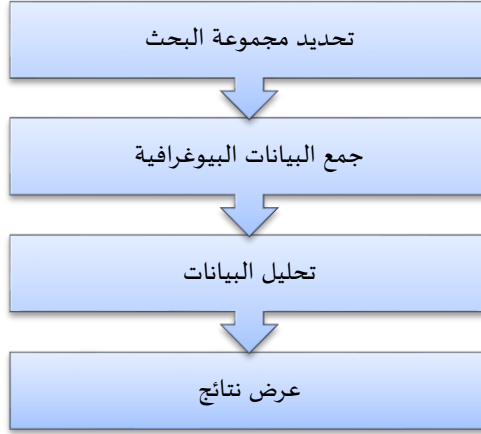 تحديد مجموعة البحث
جمع البيانات البيوغرافية
تحليل البيانات
عرض نتائج